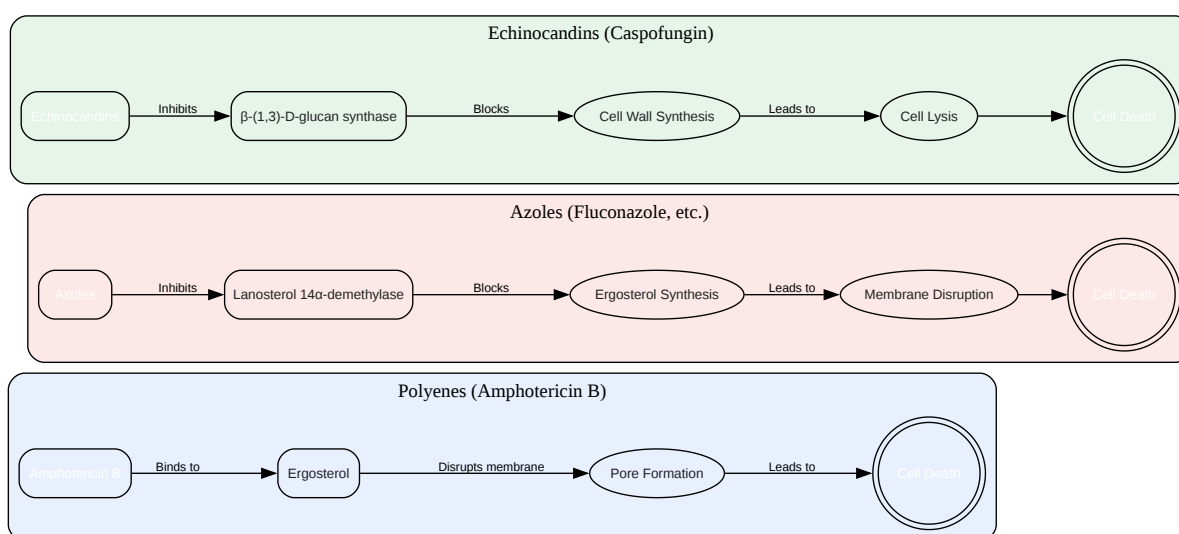 Echinocandins (Caspofungin)
Echinocandins
Inhibits
β-(1,3)-D-glucan synthase
Blocks
Cell Wall Synthesis
Leads to
Cell Lysis
Cell Death
Azoles (Fluconazole, etc.)
Azoles
Inhibits
Lanosterol 14α-demethylase
Blocks
Ergosterol Synthesis
Leads to
Membrane Disruption
Cell Death
Polyenes (Amphotericin B)
Amphotericin B
Binds to
Ergosterol
Disrupts membrane
Pore Formation
Leads to
Cell Death